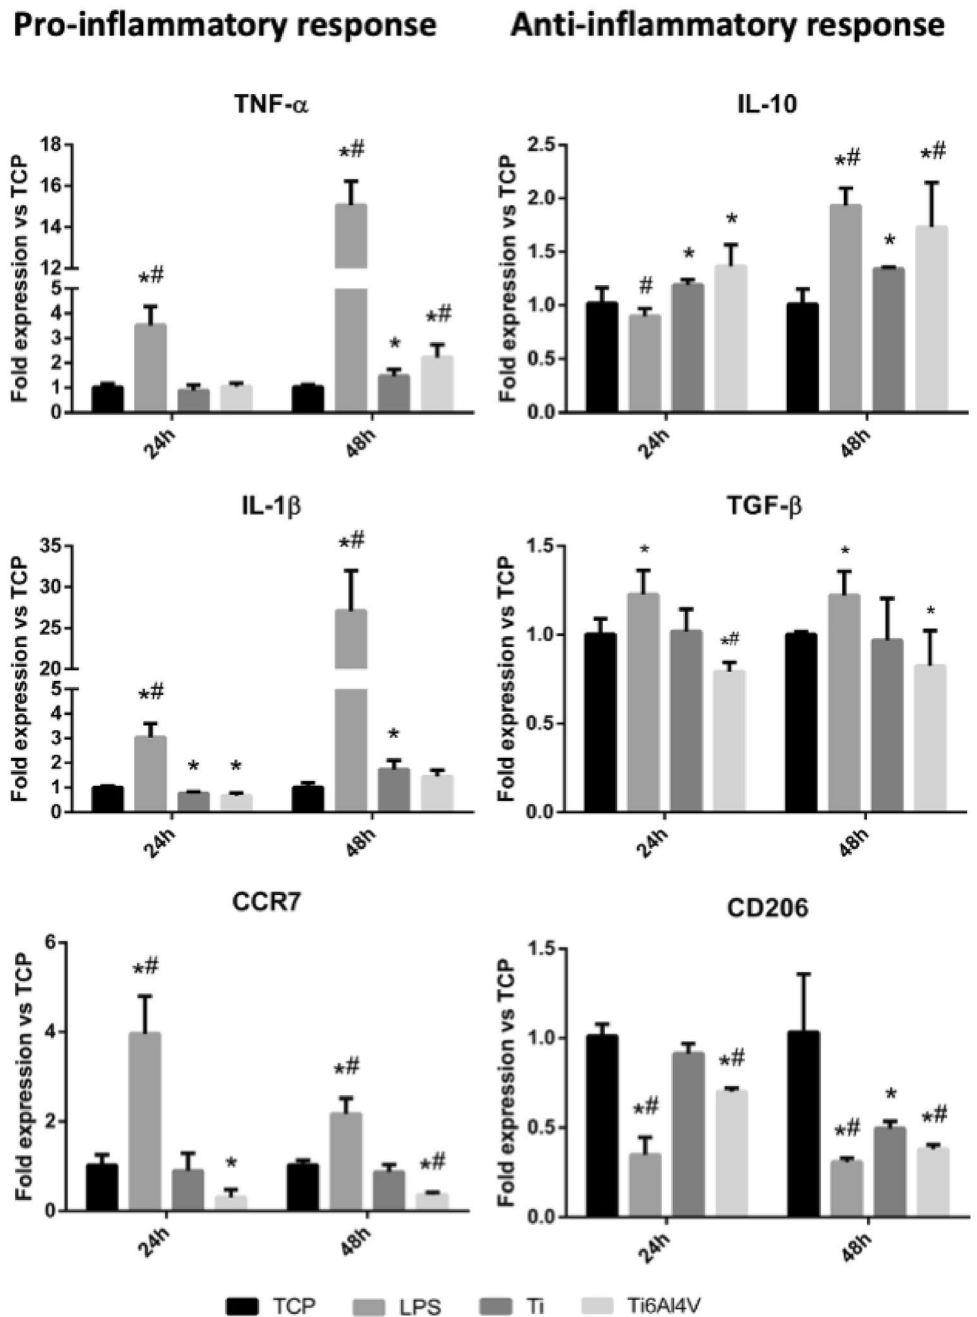 Pro-inflammatory response
Anti-inflammatory response
TNF-α
Fold expression vs TCP
18
16
14
12
5
4
3
2
1
0
*#
*#
*
*#
24h
48h
IL-10
Fold expression vs TCP
2.5
2.0
1.5
1.0
0.5
0.0
#
*
*
*#
*
*#
24h
48h
IL-1β
Fold expression vs TCP
35
30
25
20
5
4
3
2
1
0
*#
*
*
*#
*
24h
48h
TGF-β
Fold expression vs TCP
1.5
1.0
0.5
0.0
*
*#
*
*
24h
48h
CCR7
Fold expression vs TCP
6
4
2
0
*#
*
*#
*#
24h
48h
CD206
Fold expression vs TCP
1.5
1.0
0.5
0.0
*#
*#
*#
*
*#
24h
48h
TCP LPS Ti Ti6Al4V